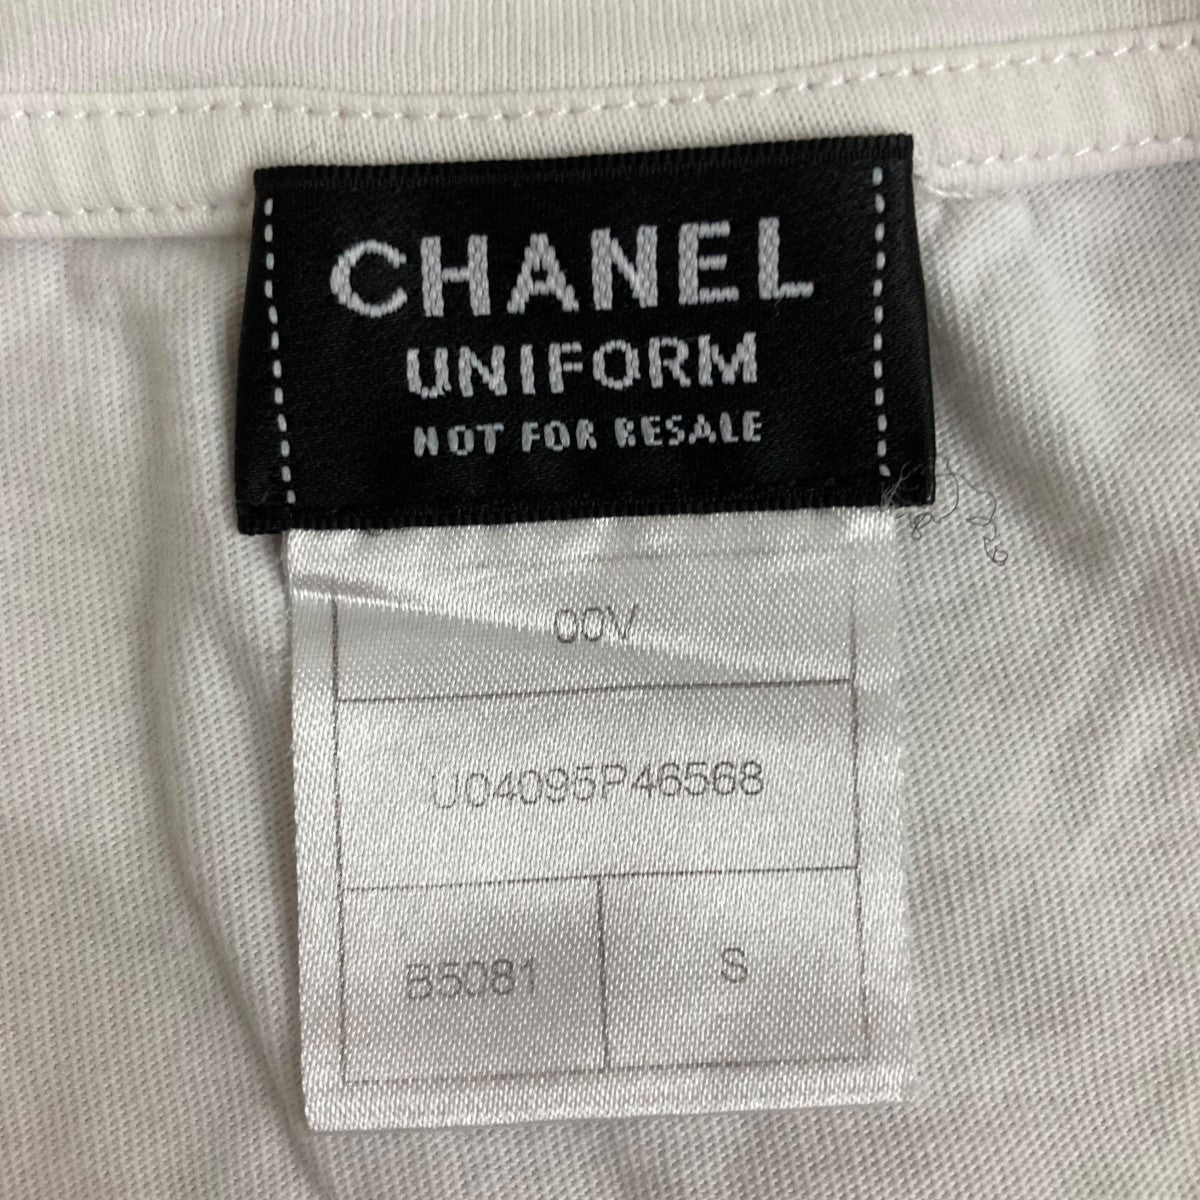 CHANEL
UNIFORM
NOT FOR RESALE
00V
U04095P46568
B5081 S